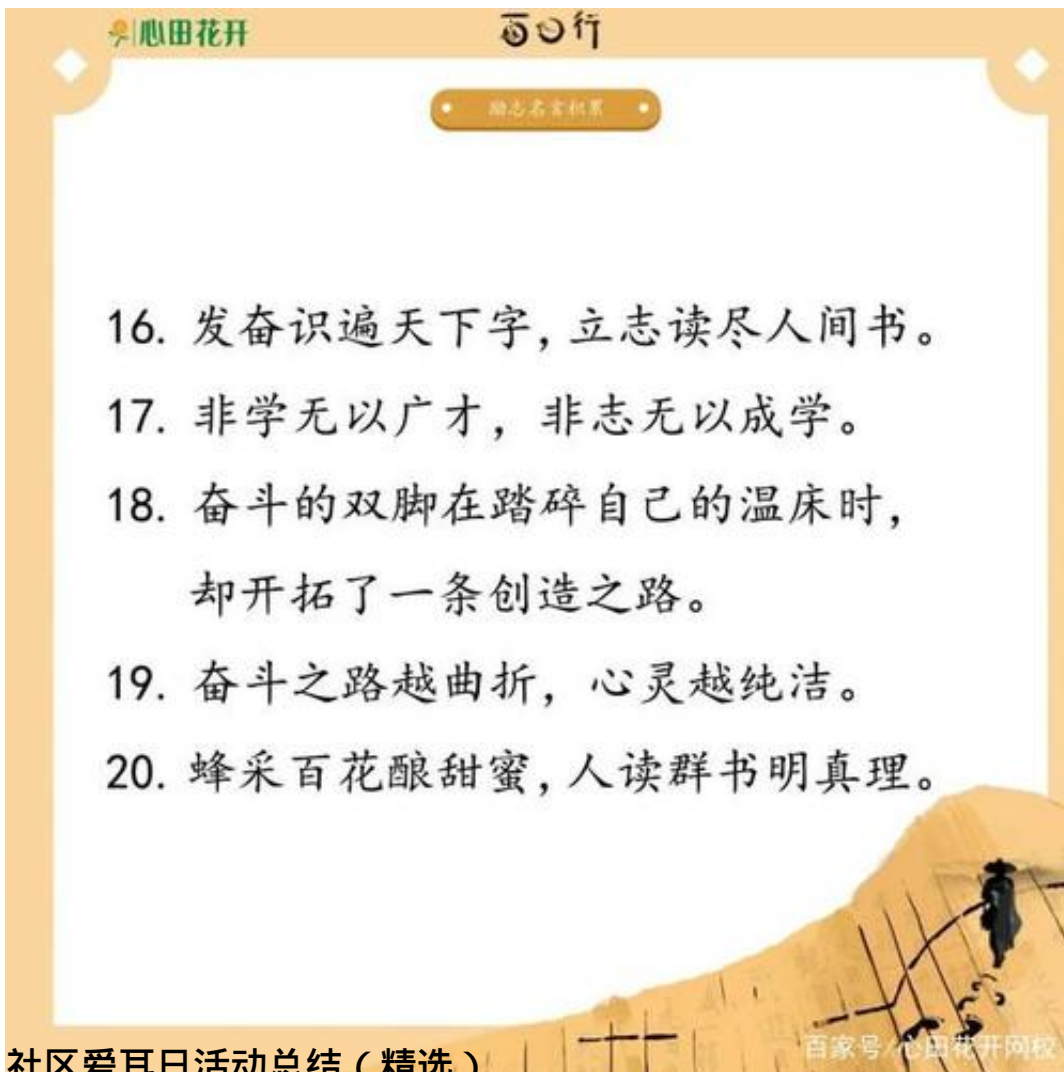 心田花开
百日行
励志名言积累
16. 发奋识遍天下字,立志读尽人间书。
17. 非学无以广才，非志无以成学。
18. 奋斗的双脚在踏碎自己的温床时，
却开拓了一条创造之路。
19. 奋斗之路越曲折，心灵越纯洁。
20. 蜂采百花酿甜蜜,人读群书明真理。
社区爱耳日活动总结（精选）
百家号/心田花开网校